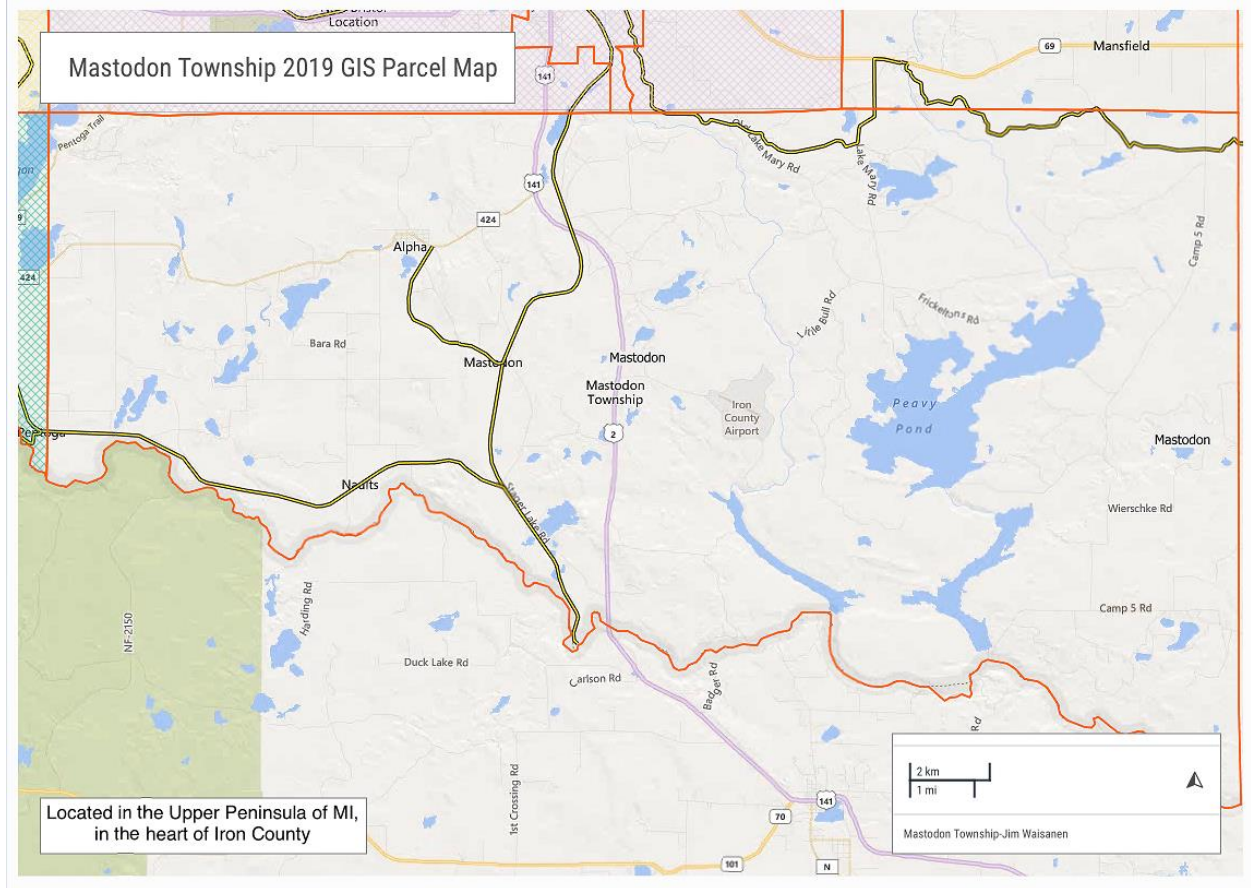 Location
Mastodon Township 2019 GIS Parcel Map
141
69
Mansfield
Pentoga Trail
Lake Mary Rd
Lake Mary Rd
141
424
Alpha
Camp 5 Rd
424
Little Bull Rd
Bara Rd
Mastodon
Mastodon
Mastodon
Township
Iron
County
Airport
Peavy
Pond
2
Pentoga
Mastodon
Naults
Stager Lake Rd
Wierschke Rd
Harding Rd
NF-2150
Camp 5 Rd
Duck Lake Rd
Carlson Rd
Badger Rd
Rd
2 km
1 mi
1st Crossing Rd
141
70
Mastodon Township-Jim Waisanen
101
N
Located in the Upper Peninsula of MI,
in the heart of Iron County